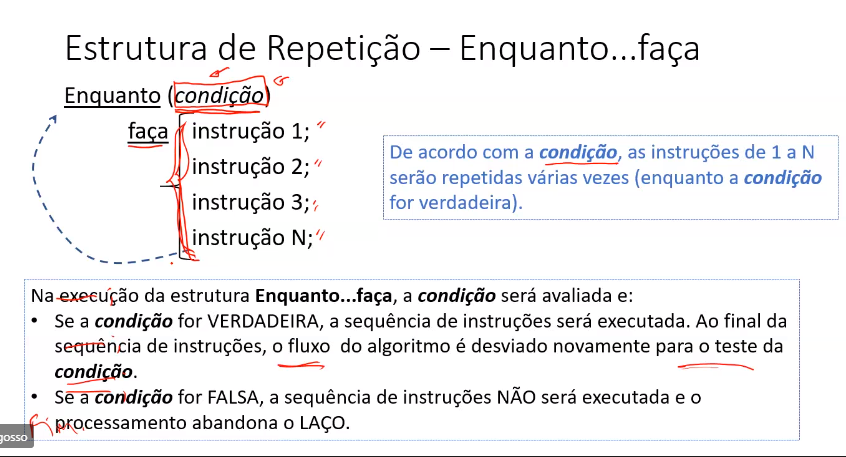 Estrutura de Repetição – Enquanto...faça
Enquanto (condição)
faça instrução 1;
instrução 2;
instrução 3;
instrução N;
De acordo com a condição, as instruções de 1 a N
serão repetidas várias vezes (enquanto a condição
for verdadeira).
Na execução da estrutura Enquanto...faça, a condição será avaliada e:
• Se a condição for VERDADEIRA, a sequência de instruções será executada. Ao final da
sequência de instruções, o fluxo do algoritmo é desviado novamente para o teste da
condição.
• Se a condição for FALSA, a sequência de instruções NÃO será executada e o
processamento abandona o LAÇO.
Fim
gosso